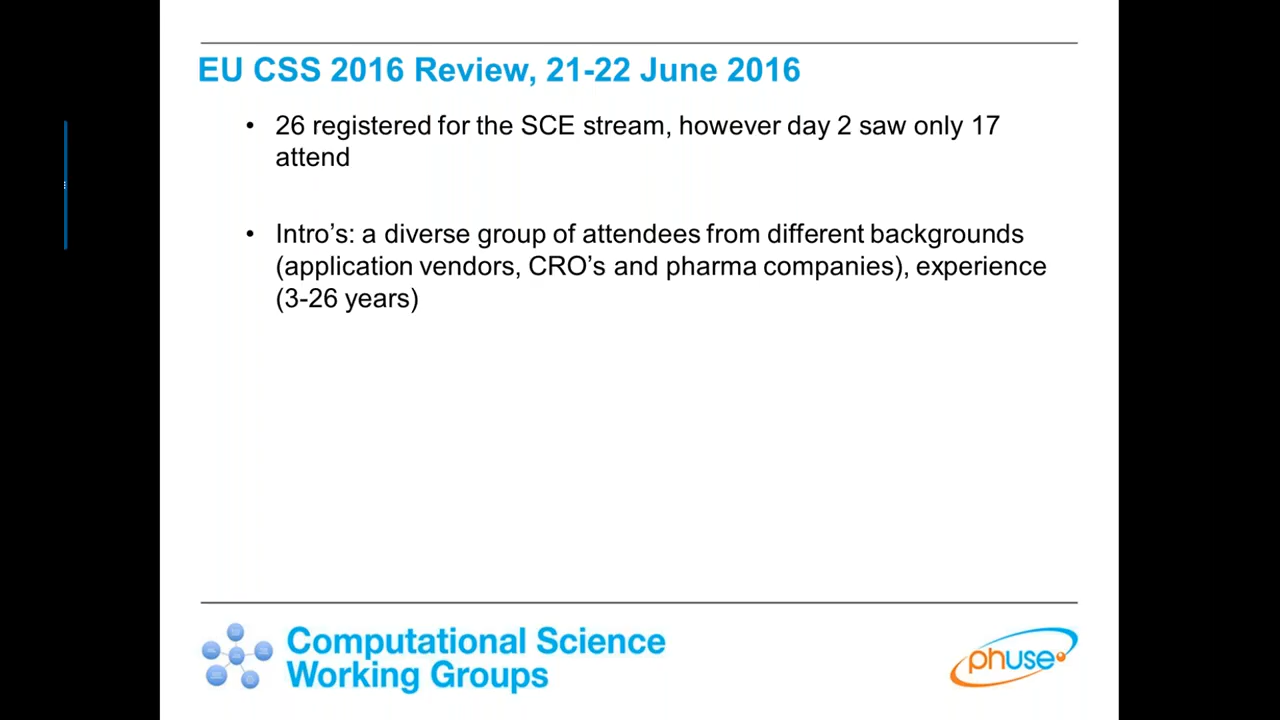 EU CSS 2016 Review, 21-22 June 2016
• 26 registered for the SCE stream, however day 2 saw only 17
attend
• Intro’s: a diverse group of attendees from different backgrounds
(application vendors, CRO’s and pharma companies), experience
(3-26 years)
Computational Science
Working Groups
phuse